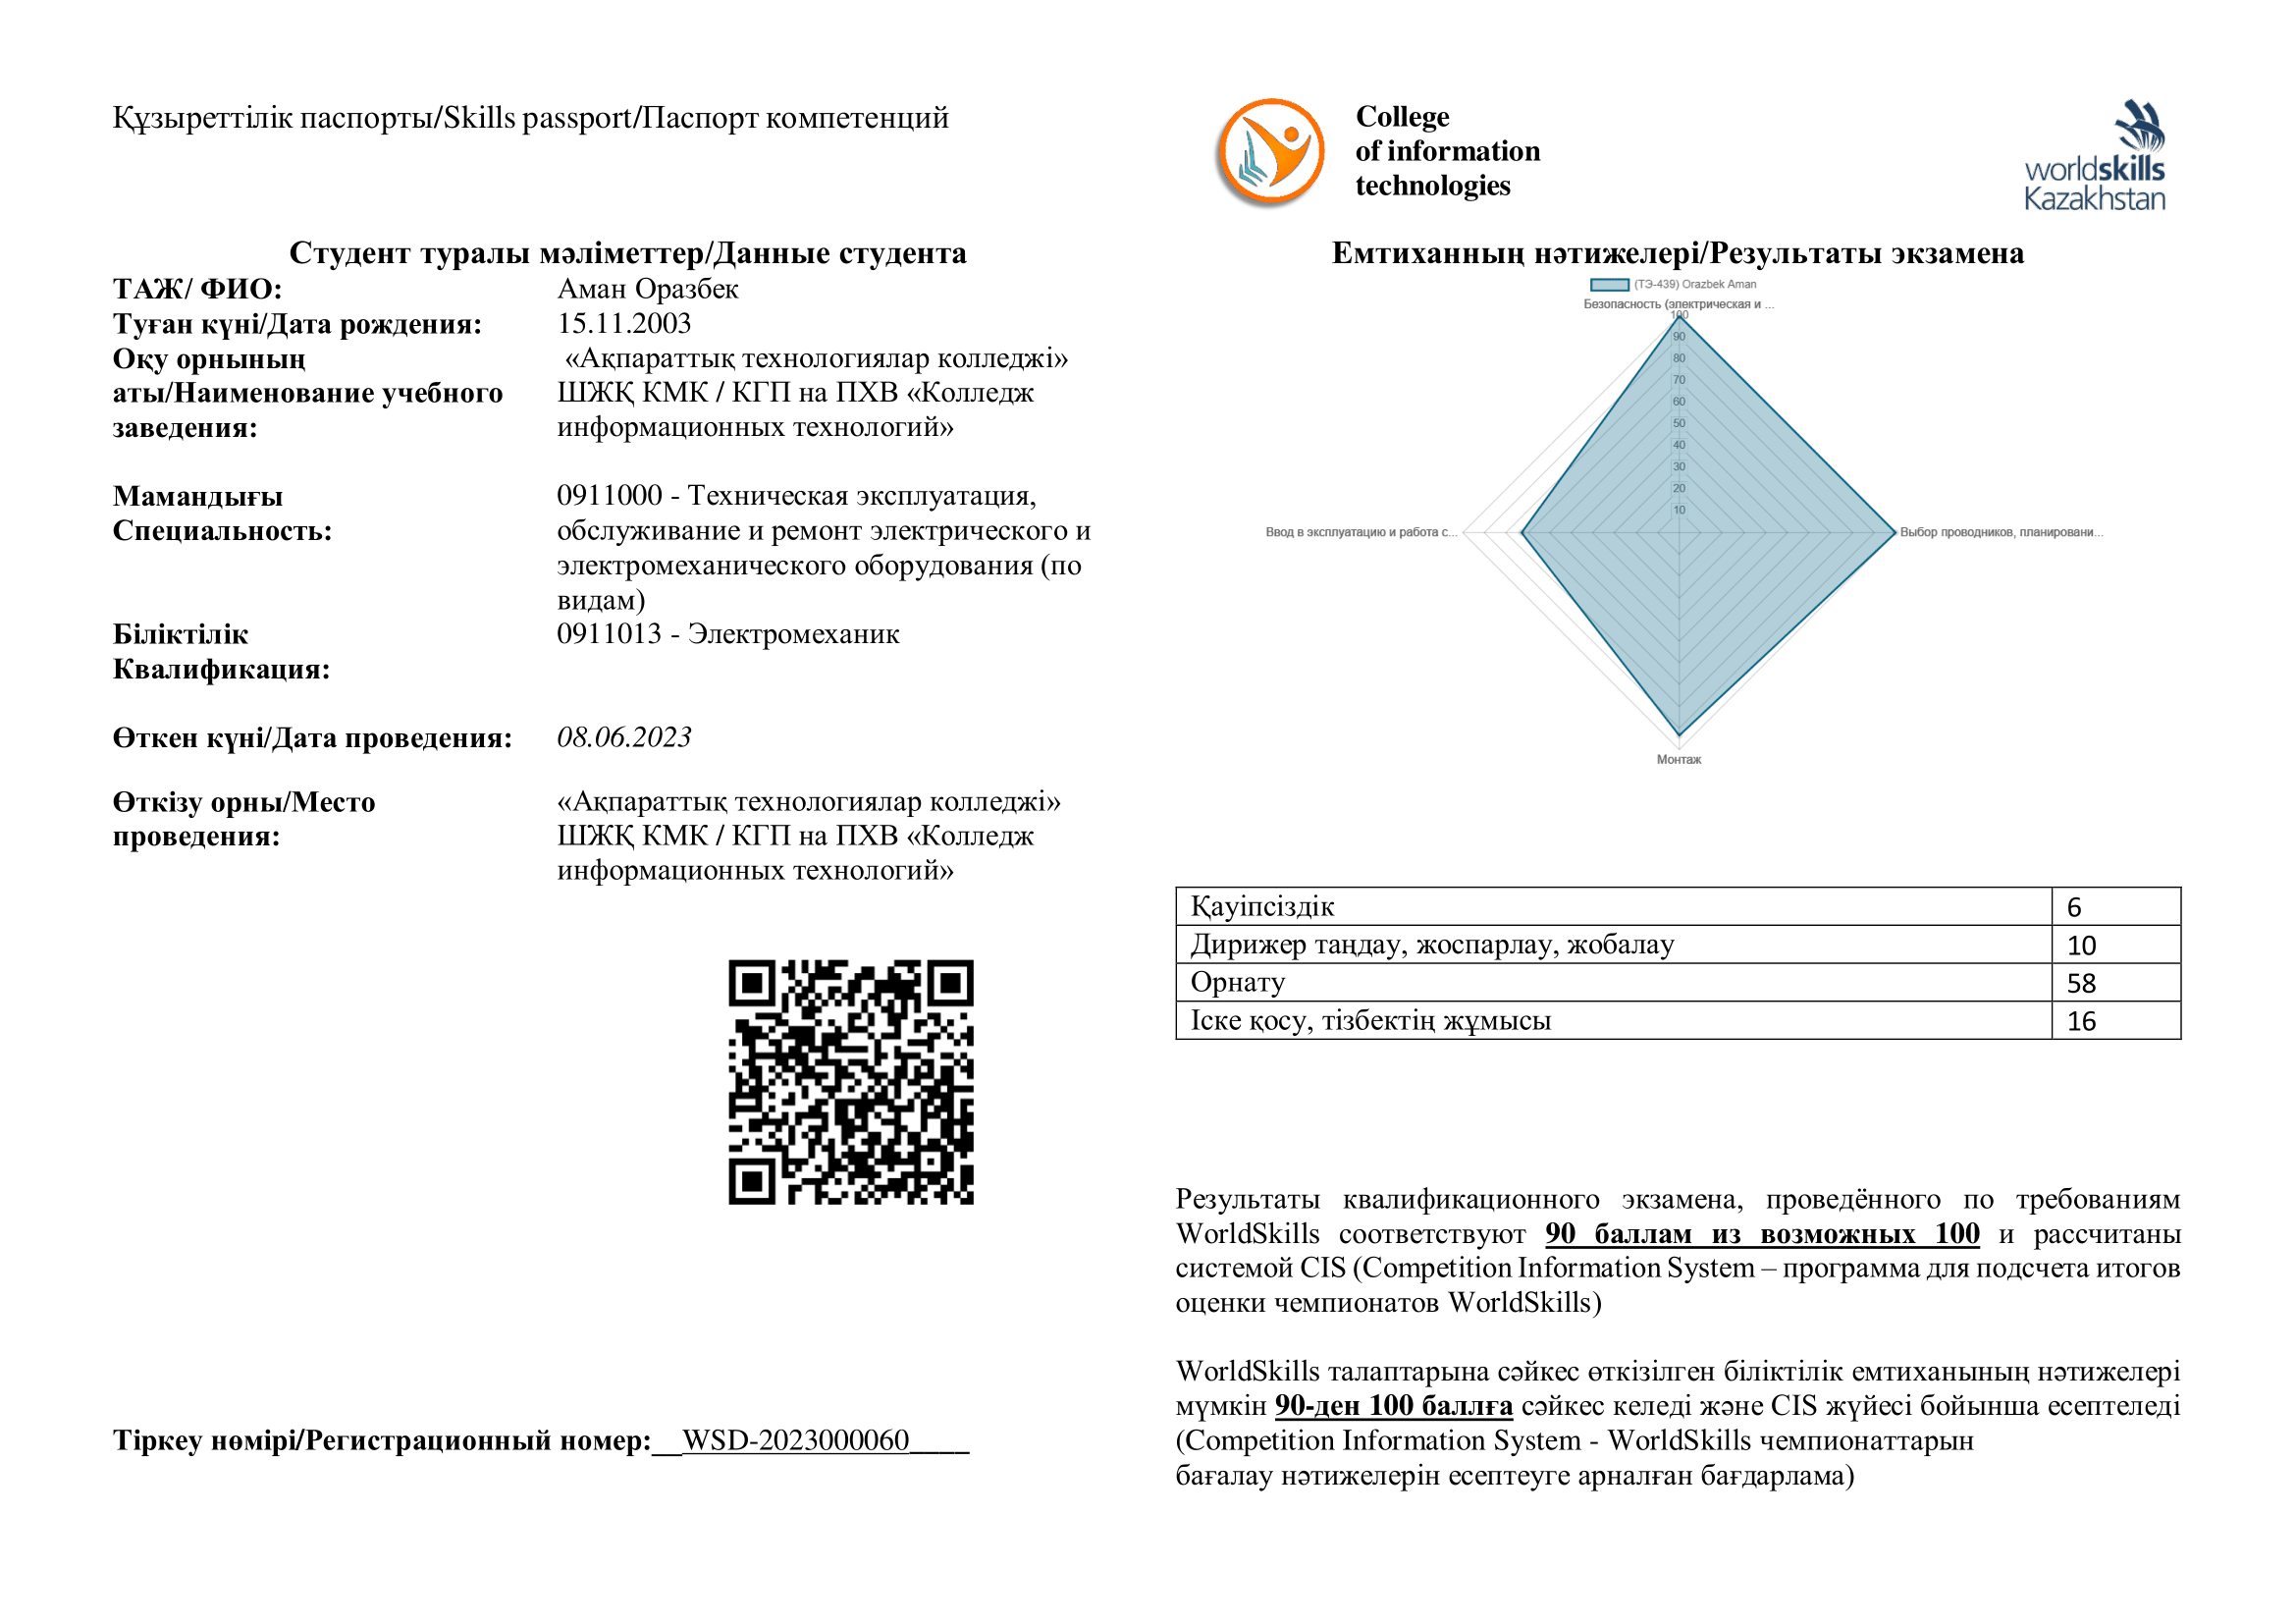 Құзыреттілік паспорты/Skills passport/Паспорт компетенций
Студент туралы мәліметтер/Данные студента
ТАЖ/ ФИО: Аман Оразбек
Туған күні/Дата рождения: 15.11.2003
Оқу орнының «Ақпараттық технологиялар колледжі»
аты/Наименование учебного ШЖҚ КМК / КГП на ПХВ «Колледж
заведения: информационных технологий»
Мамандығы 0911000 - Техническая эксплуатация,
Специальность: обслуживание и ремонт электрического и
электромеханического оборудования (по
видам)
Біліктілік 0911013 - Электромеханик
Квалификация:
Өткен күні/Дата проведения: 08.06.2023
Өткізу орны/Место «Ақпараттық технологиялар колледжі»
проведения: ШЖҚ КМК / КГП на ПХВ «Колледж
информационных технологий»
Тіркеу нөмірі/Регистрационный номер:__WSD-2023000060____
College
of information
technologies
worldskills
Kazakhstan
Емтиханның нәтижелері/Результаты экзамена
(ТЭ-439) Orazbek Aman
Безопасность (электрическая и ...
100
90
80
70
60
50
40
30
20
10
Ввод в эксплуатацию и работа с...
Выбор проводников, планировани...
Монтаж
Қауіпсіздік 6
Дирижер таңдау, жоспарлау, жобалау 10
Орнату 58
Іске қосу, тізбектің жұмысы 16
Результаты квалификационного экзамена, проведённого по требованиям
WorldSkills соответствуют 90 баллам из возможных 100 и рассчитаны
системой CIS (Competition Information System – программа для подсчета итогов
оценки чемпионатов WorldSkills)
WorldSkills талаптарына сәйкес өткізілген біліктілік емтиханының нәтижелері
мүмкін 90-ден 100 баллға сәйкес келеді және CIS жүйесі бойынша есептеледі
(Competition Information System - WorldSkills чемпионаттарын
бағалау нәтижелерін есептеуге арналған бағдарлама)